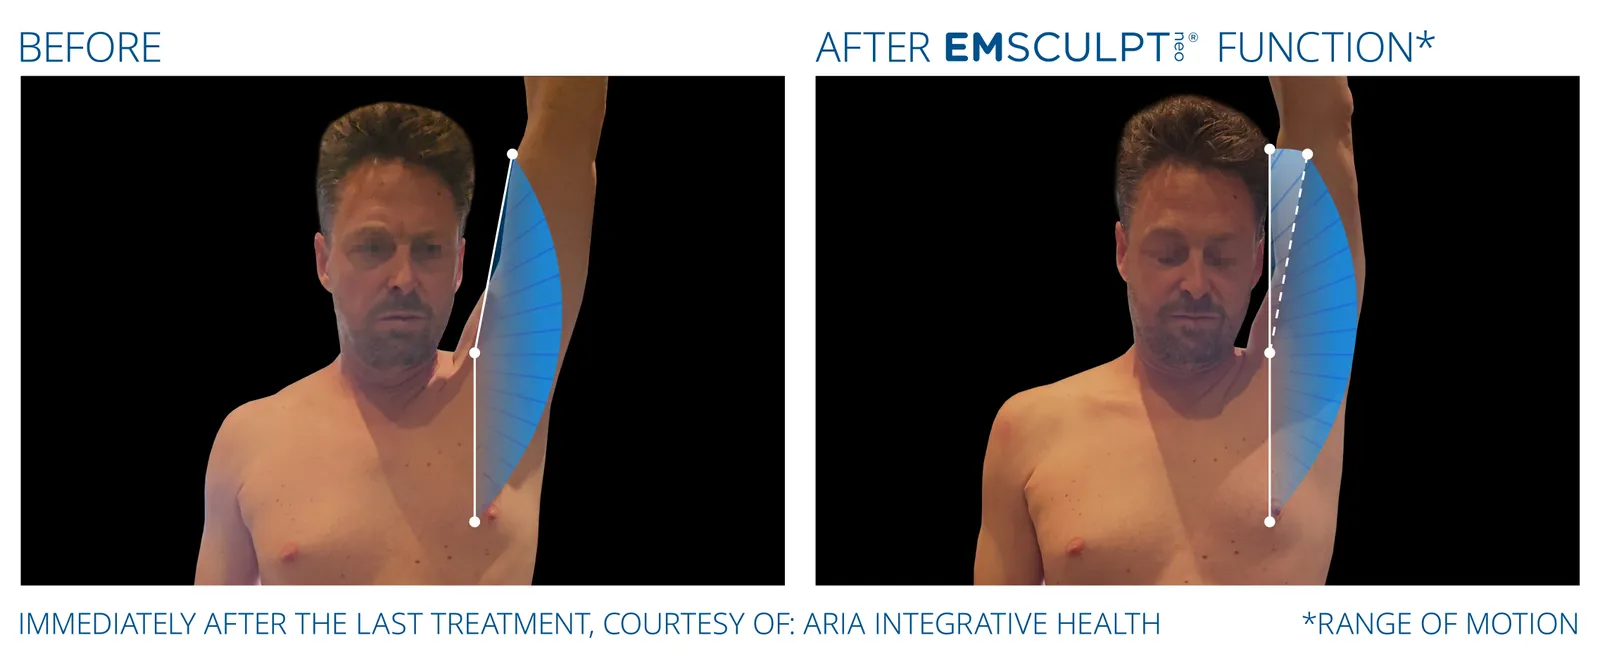 BEFORE
AFTER EMSCULPT neo® FUNCTION*
IMMEDIATELY AFTER THE LAST TREATMENT, COURTESY OF: ARIA INTEGRATIVE HEALTH
*RANGE OF MOTION